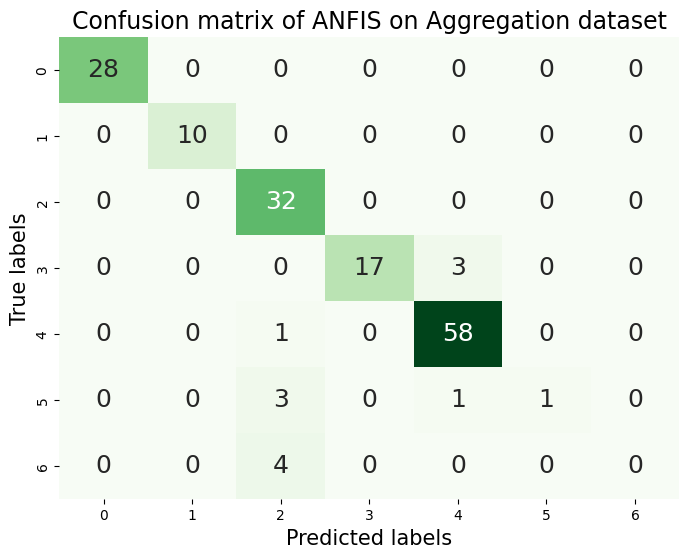 Confusion matrix of ANFIS on Aggregation dataset
0 28 0 0 0 0 0 0
1 0 10 0 0 0 0 0
2 0 0 32 0 0 0 0
3 0 0 0 17 3 0 0
4 0 0 1 0 58 0 0
5 0 0 3 0 1 1 0
6 0 0 4 0 0 0 0
True labels
0 1 2 3 4 5 6
Predicted labels